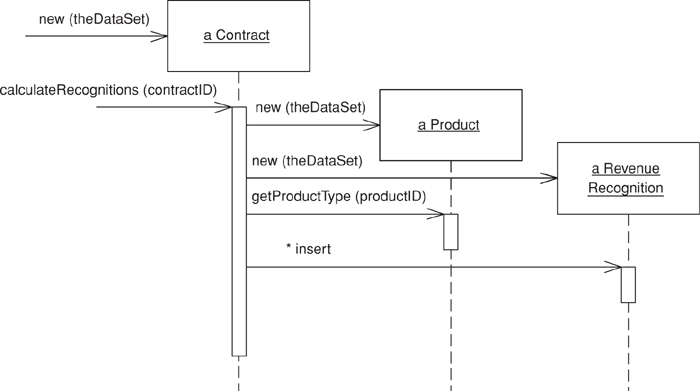 new (theDataSet)
a Contract
calculateRecognitions (contractID)
new (theDataSet)
a Product
new (theDataSet)
a Revenue
Recognition
getProductType (productID)
* insert